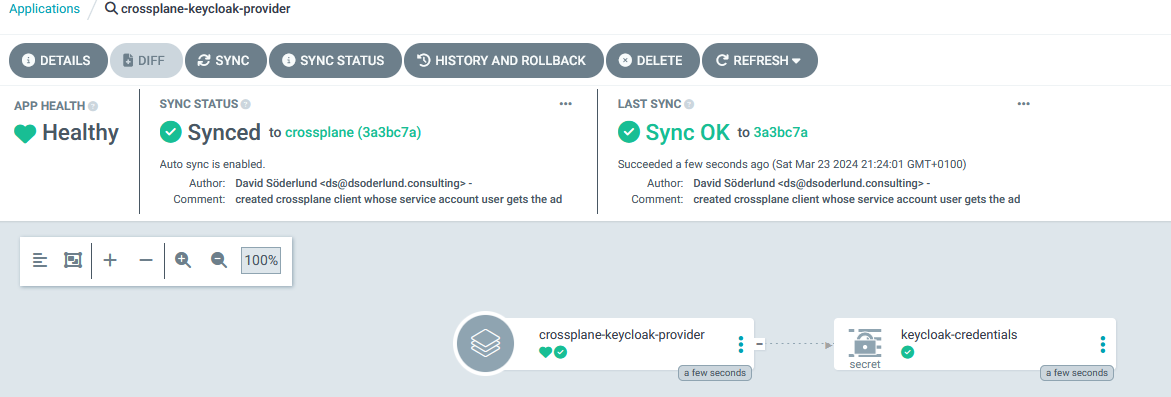 Applications / crossplane-keycloak-provider
DETAILS DIFF SYNC SYNC STATUS HISTORY AND ROLLBACK DELETE REFRESH
APP HEALTH
Healthy
SYNC STATUS
Synced to crossplane (3a3bc7a)
Auto sync is enabled.
Author: David Söderlund <ds@dsoderlund.consulting> -
Comment: created crossplane client whose service account user gets the ad
LAST SYNC
Sync OK to 3a3bc7a
Succeeded a few seconds ago (Sat Mar 23 2024 21:24:01 GMT+0100)
Author: David Söderlund <ds@dsoderlund.consulting> -
Comment: created crossplane client whose service account user gets the ad
100%
crossplane-keycloak-provider
a few seconds
keycloak-credentials
secret
a few seconds